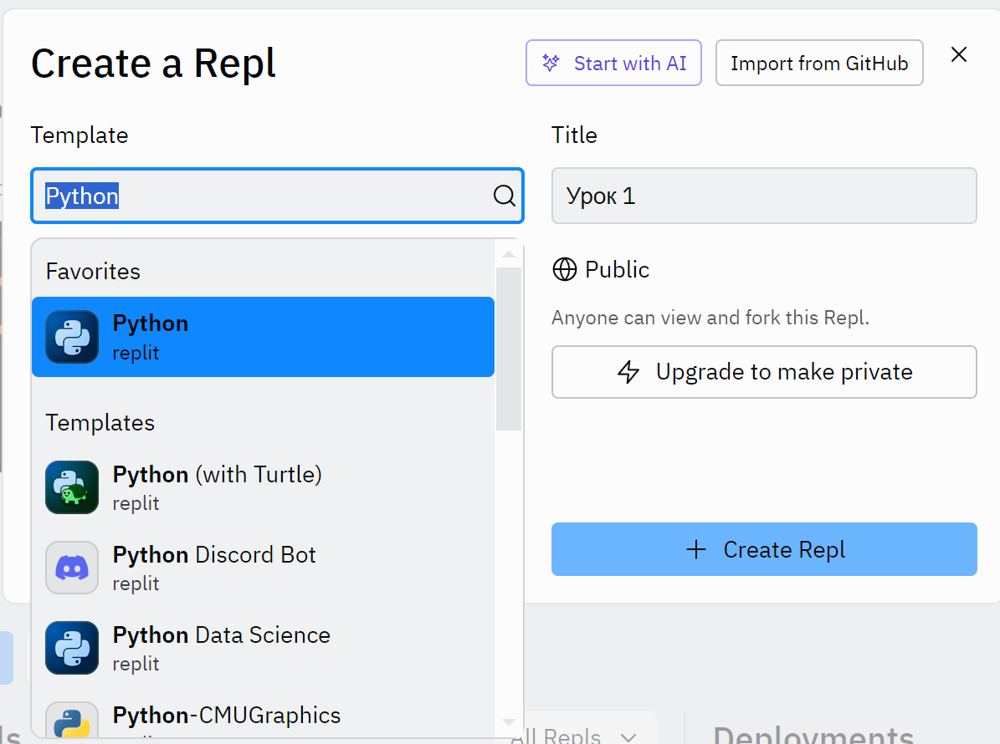 Create a Repl
Start with AI
Import from GitHub
Template
Python
Title
Урок 1
Public
Anyone can view and fork this Repl.
Upgrade to make private
Create Repl
Favorites
Python
replit
Templates
Python (with Turtle)
replit
Python Discord Bot
replit
Python Data Science
replit
Python-CMUGraphics
All Repls
Deployments